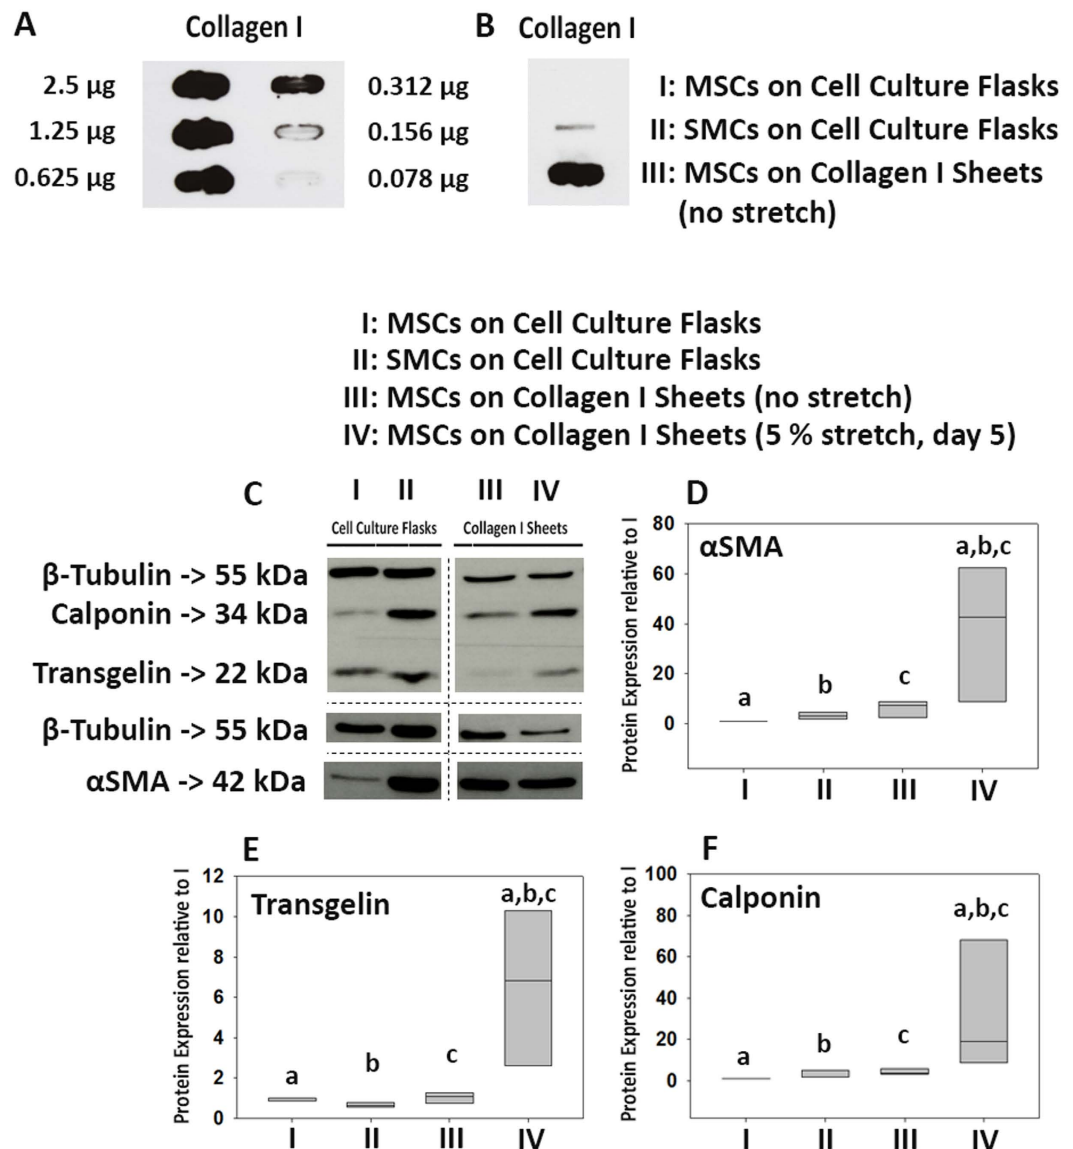 A
Collagen I
2.5 µg
0.312 µg
1.25 µg
0.156 µg
0.625 µg
0.078 µg
B
Collagen I
I: MSCs on Cell Culture Flasks
II: SMCs on Cell Culture Flasks
III: MSCs on Collagen I Sheets
(no stretch)
I: MSCs on Cell Culture Flasks
II: SMCs on Cell Culture Flasks
III: MSCs on Collagen I Sheets (no stretch)
IV: MSCs on Collagen I Sheets (5 % stretch, day 5)
C
I II III IV
Cell Culture Flasks Collagen I Sheets
β-Tubulin -> 55 kDa
Calponin -> 34 kDa
Transgelin -> 22 kDa
β-Tubulin -> 55 kDa
αSMA -> 42 kDa
D
Protein Expression relative to I
80
60
40
20
0
αSMA
a
b
c
a,b,c
I II III IV
E
Protein Expression relative to I
12
10
8
6
4
2
0
Transgelin
a
b
c
a,b,c
I II III IV
F
Protein Expression relative to I
100
80
60
40
20
0
Calponin
a
b
c
a,b,c
I II III IV